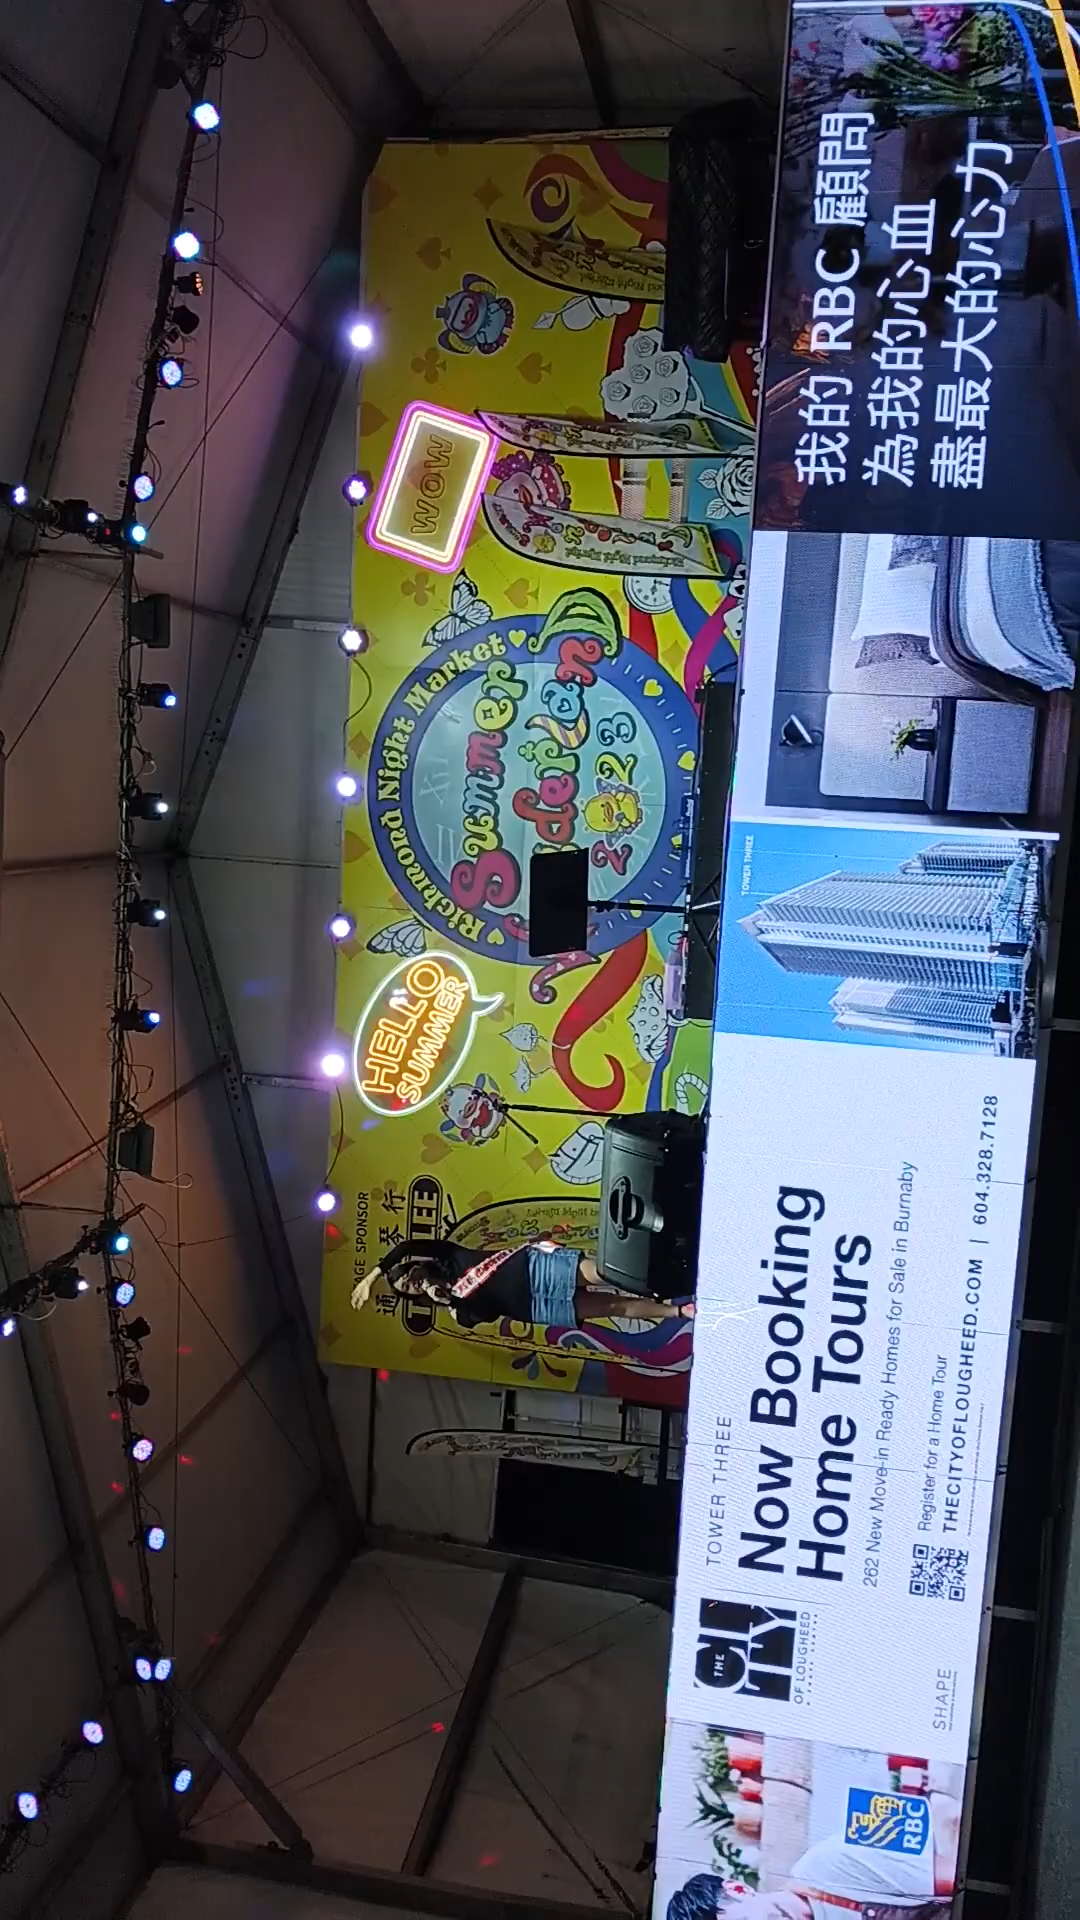 WOW
Richmond Night Market
Summer
2023
HELLO
SUMMER
AGE SPONSOR
通
琴行
LEE
我的 RBC 顧問
為我的心血
盡最大的心力
TOWER THREE
THE
CITY
OF LOUGHEED
TOWER THREE
Now Booking
Home Tours
262 New Move-in Ready Homes for Sale in Burnaby
Register for a Home Tour
THECITYOFLOUGHEED.COM | 604.328.7128
SHAPE
RBC